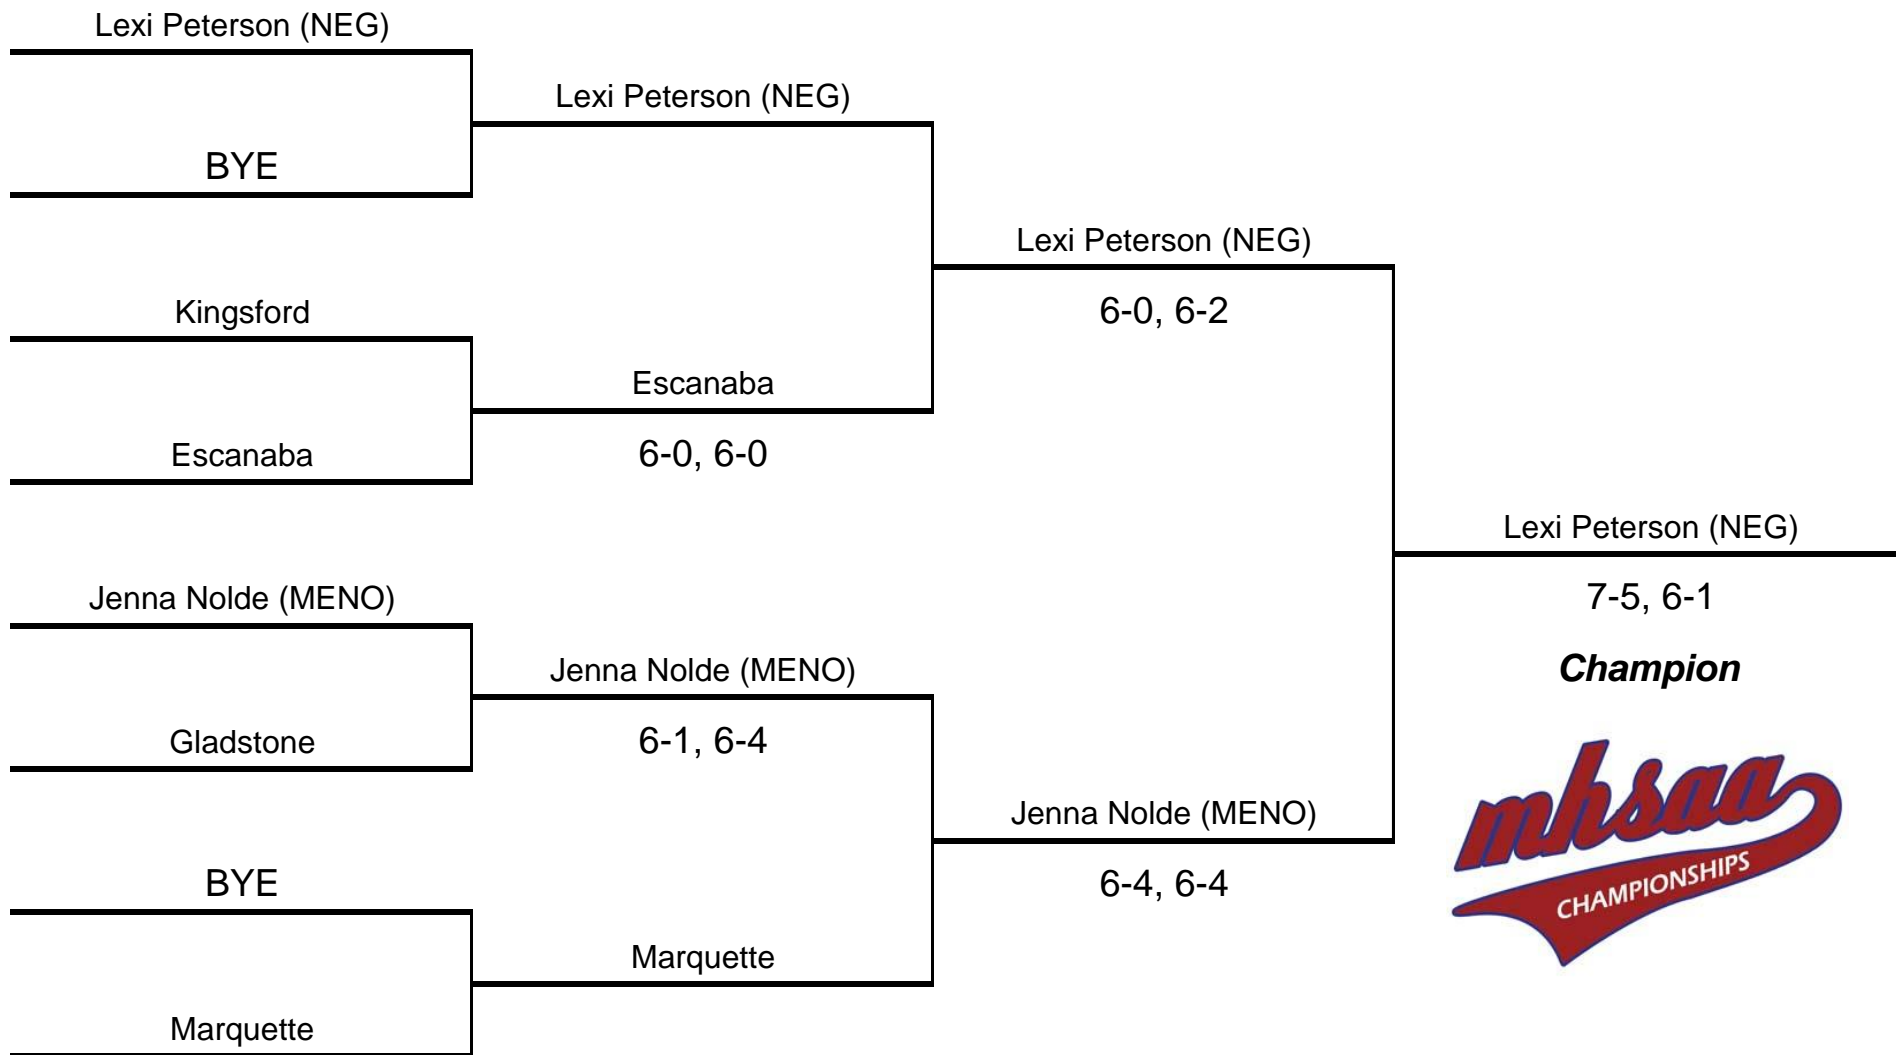 Lexi Peterson (NEG)
Lexi Peterson (NEG)
BYE
Lexi Peterson (NEG)
Kingsford
6-0, 6-2
Escanaba
Escanaba
6-0, 6-0
Lexi Peterson (NEG)
Jenna Nolde (MENO)
7-5, 6-1
Jenna Nolde (MENO)
Champion
Gladstone
6-1, 6-4
mhsaa
CHAMPIONSHIPS
Jenna Nolde (MENO)
BYE
6-4, 6-4
Marquette
Marquette